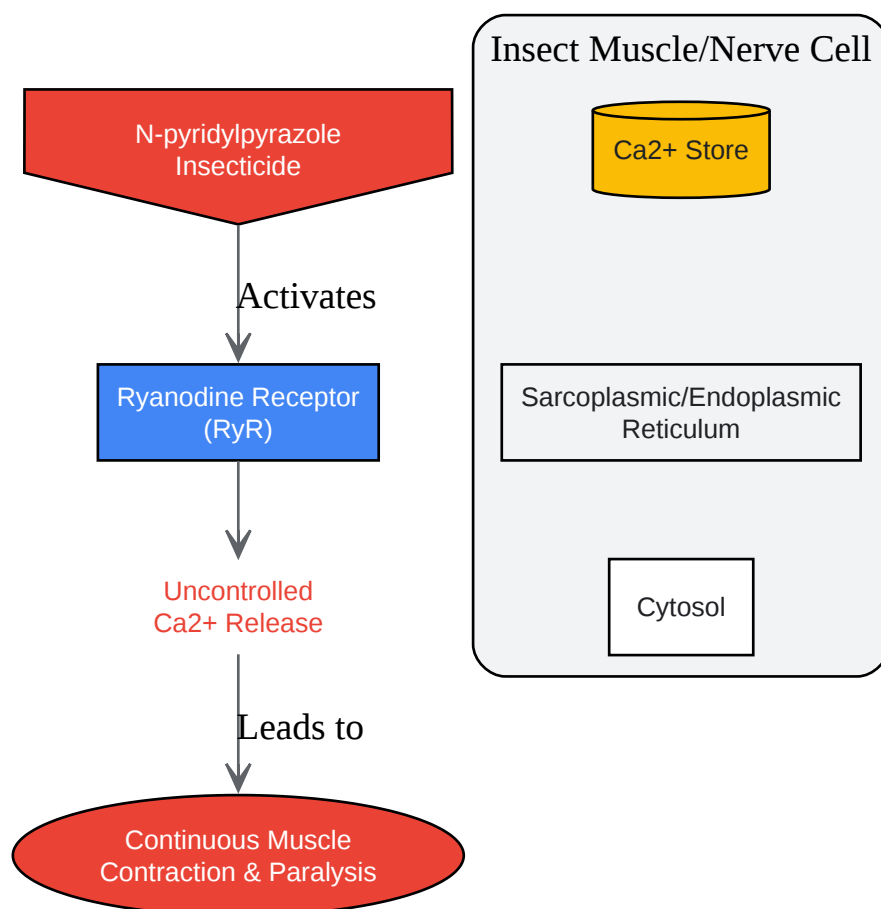 N-pyridylpyrazole
Insecticide
Activates
Ryanodine Receptor
(RyR)
Uncontrolled
Ca2+ Release
Leads to
Continuous Muscle
Contraction & Paralysis
Insect Muscle/Nerve Cell
Ca2+ Store
Sarcoplasmic/Endoplasmic
Reticulum
Cytosol